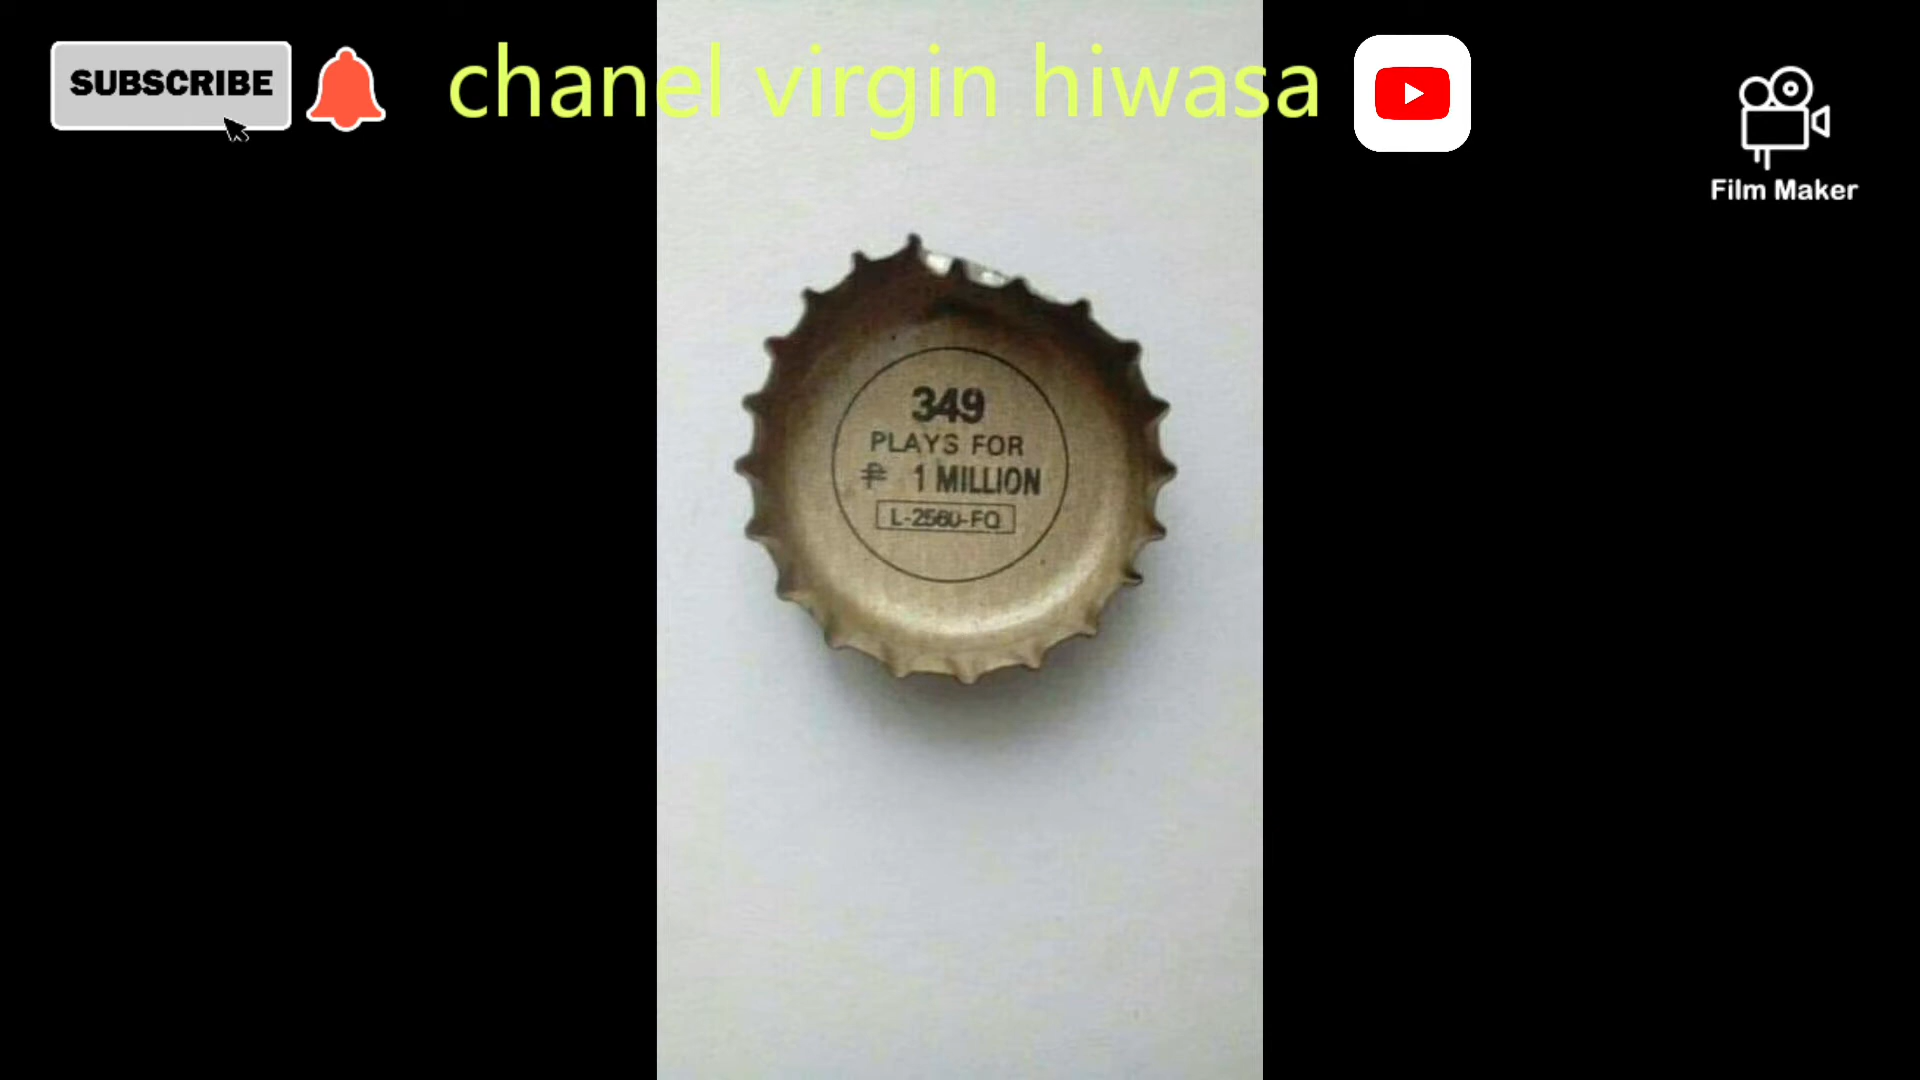 SUBSCRIBE
chanel virgin hiwasa
Film Maker
349
PLAYS FOR
₱ 1 MILLION
L-2560-FQ